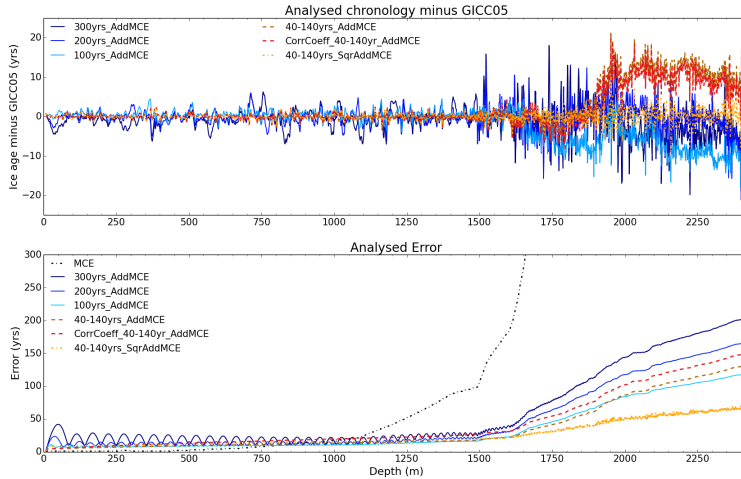 Analysed chronology minus GICC05
300yrs_AddMCE
200yrs_AddMCE
100yrs_AddMCE
40-140yrs_AddMCE
CorrCoeff_40-140yr_AddMCE
40-140yrs_SqrAddMCE
Ice age minus GICC05 (yrs)
20
10
0
−10
−20
0 250 500 750 1000 1250 1500 1750 2000 2250
Analysed Error
MCE
300yrs_AddMCE
200yrs_AddMCE
100yrs_AddMCE
40-140yrs_AddMCE
CorrCoeff_40-140yr_AddMCE
40-140yrs_SqrAddMCE
Error (yrs)
300
250
200
150
100
50
0
0 250 500 750 1000 1250 1500 1750 2000 2250
Depth (m)